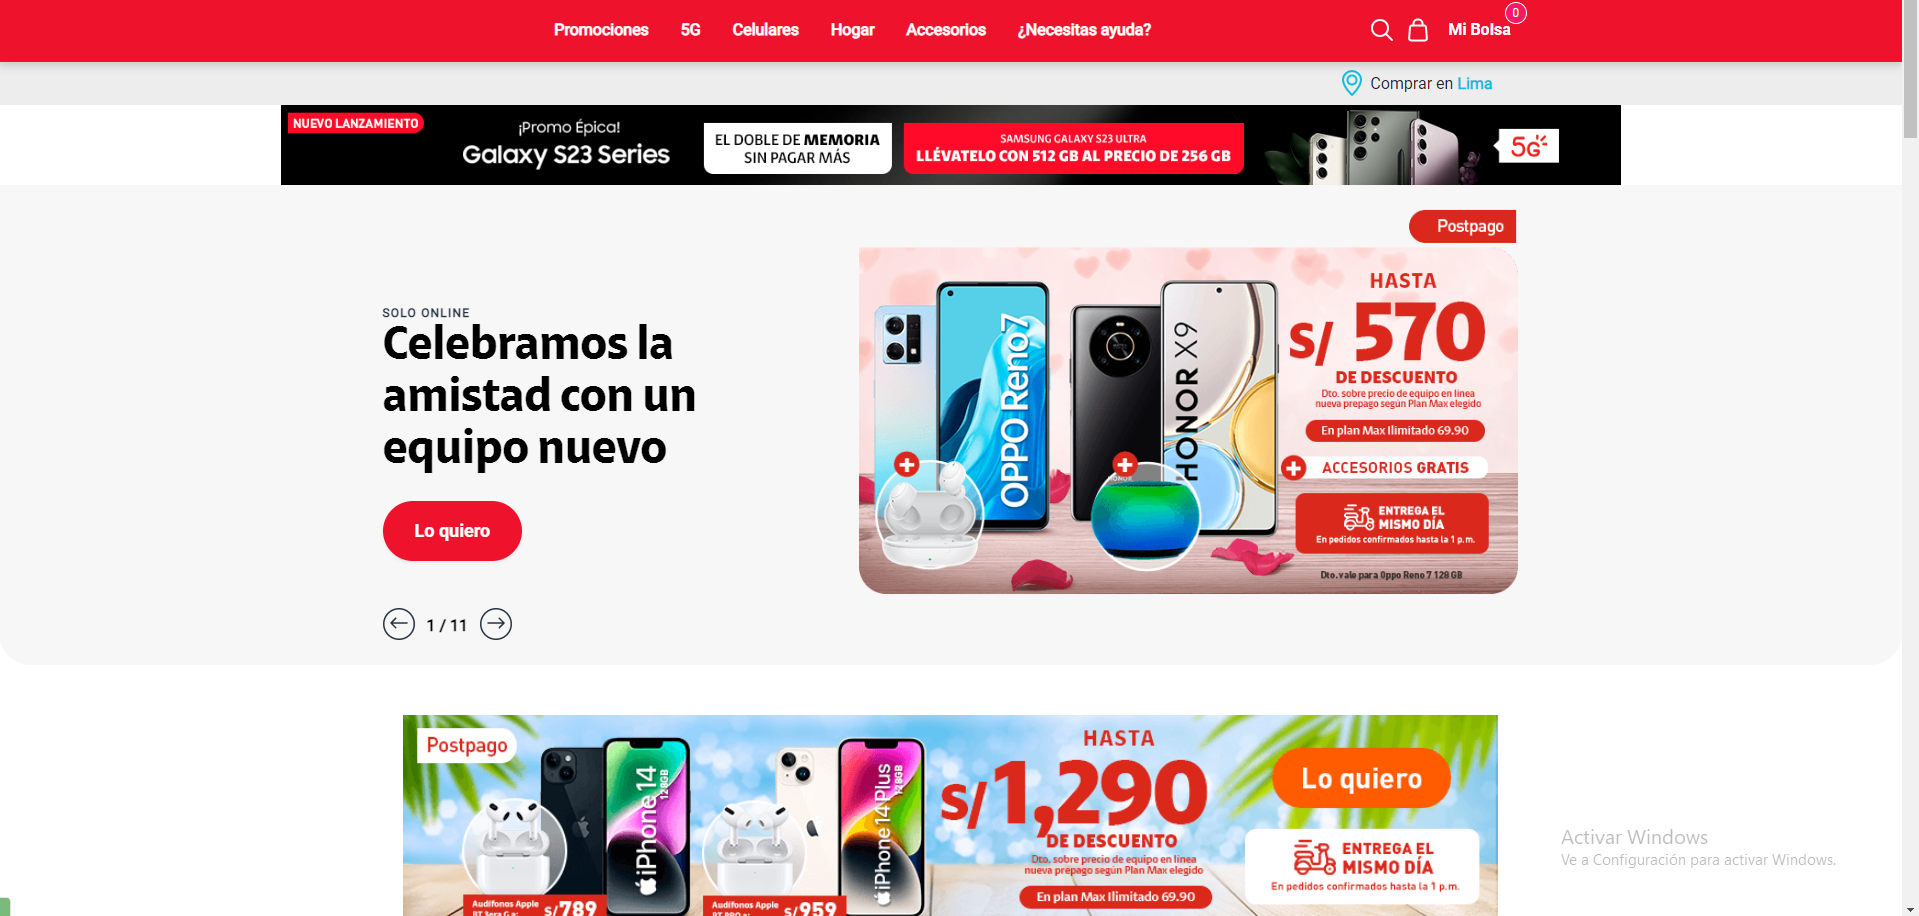 Promociones 5G Celulares Hogar Accesorios ¿Necesitas ayuda? Mi Bolsa 0
Comprar en Lima
NUEVO LANZAMIENTO
¡Promo Épica!
Galaxy S23 Series
EL DOBLE DE MEMORIA
SIN PAGAR MÁS
SAMSUNG GALAXY S23 ULTRA
LLÉVATELO CON 512 GB AL PRECIO DE 256 GB
5G
Postpago
SOLO ONLINE
Celebramos la
amistad con un
equipo nuevo
Lo quiero
1 / 11
OPPO Reno7
HONOR X9
HONOR
HASTA
S/ 570
DE DESCUENTO
Dto. sobre precio de equipo en línea
nueva prepago según Plan Max elegido
En plan Max Ilimitado 69.90
ACCESORIOS GRATIS
ENTREGA EL
MISMO DÍA
En pedidos confirmados hasta la 1 p.m.
Dto. vale para Oppo Reno 7 128 GB
Postpago
iPhone 14
128GB
iPhone 14 Plus
128GB
Audífonos Apple
BT 3era G a:
S/789
Audífonos Apple
BT PRO a:
S/959
HASTA
S/1,290
DE DESCUENTO
Dto. sobre precio de equipo en línea
nueva prepago según Plan Max elegido
En plan Max Ilimitado 69.90
Lo quiero
ENTREGA EL
MISMO DÍA
En pedidos confirmados hasta la 1 p.m.
Activar Windows
Ve a Configuración para activar Windows.